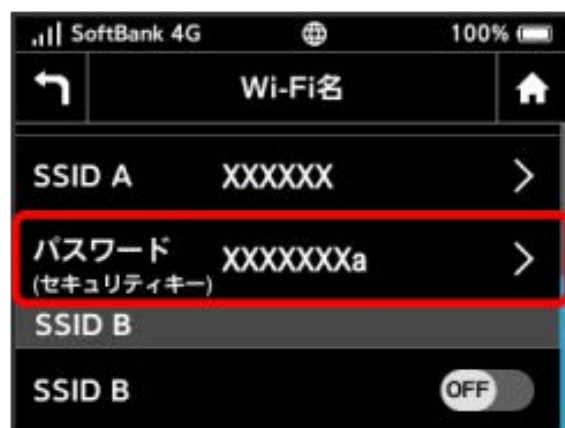 SoftBank 4G 100%
Wi-Fi名
SSID A XXXXXX
パスワード XXXXXXXa
(セキュリティキー)
SSID B
SSID B OFF